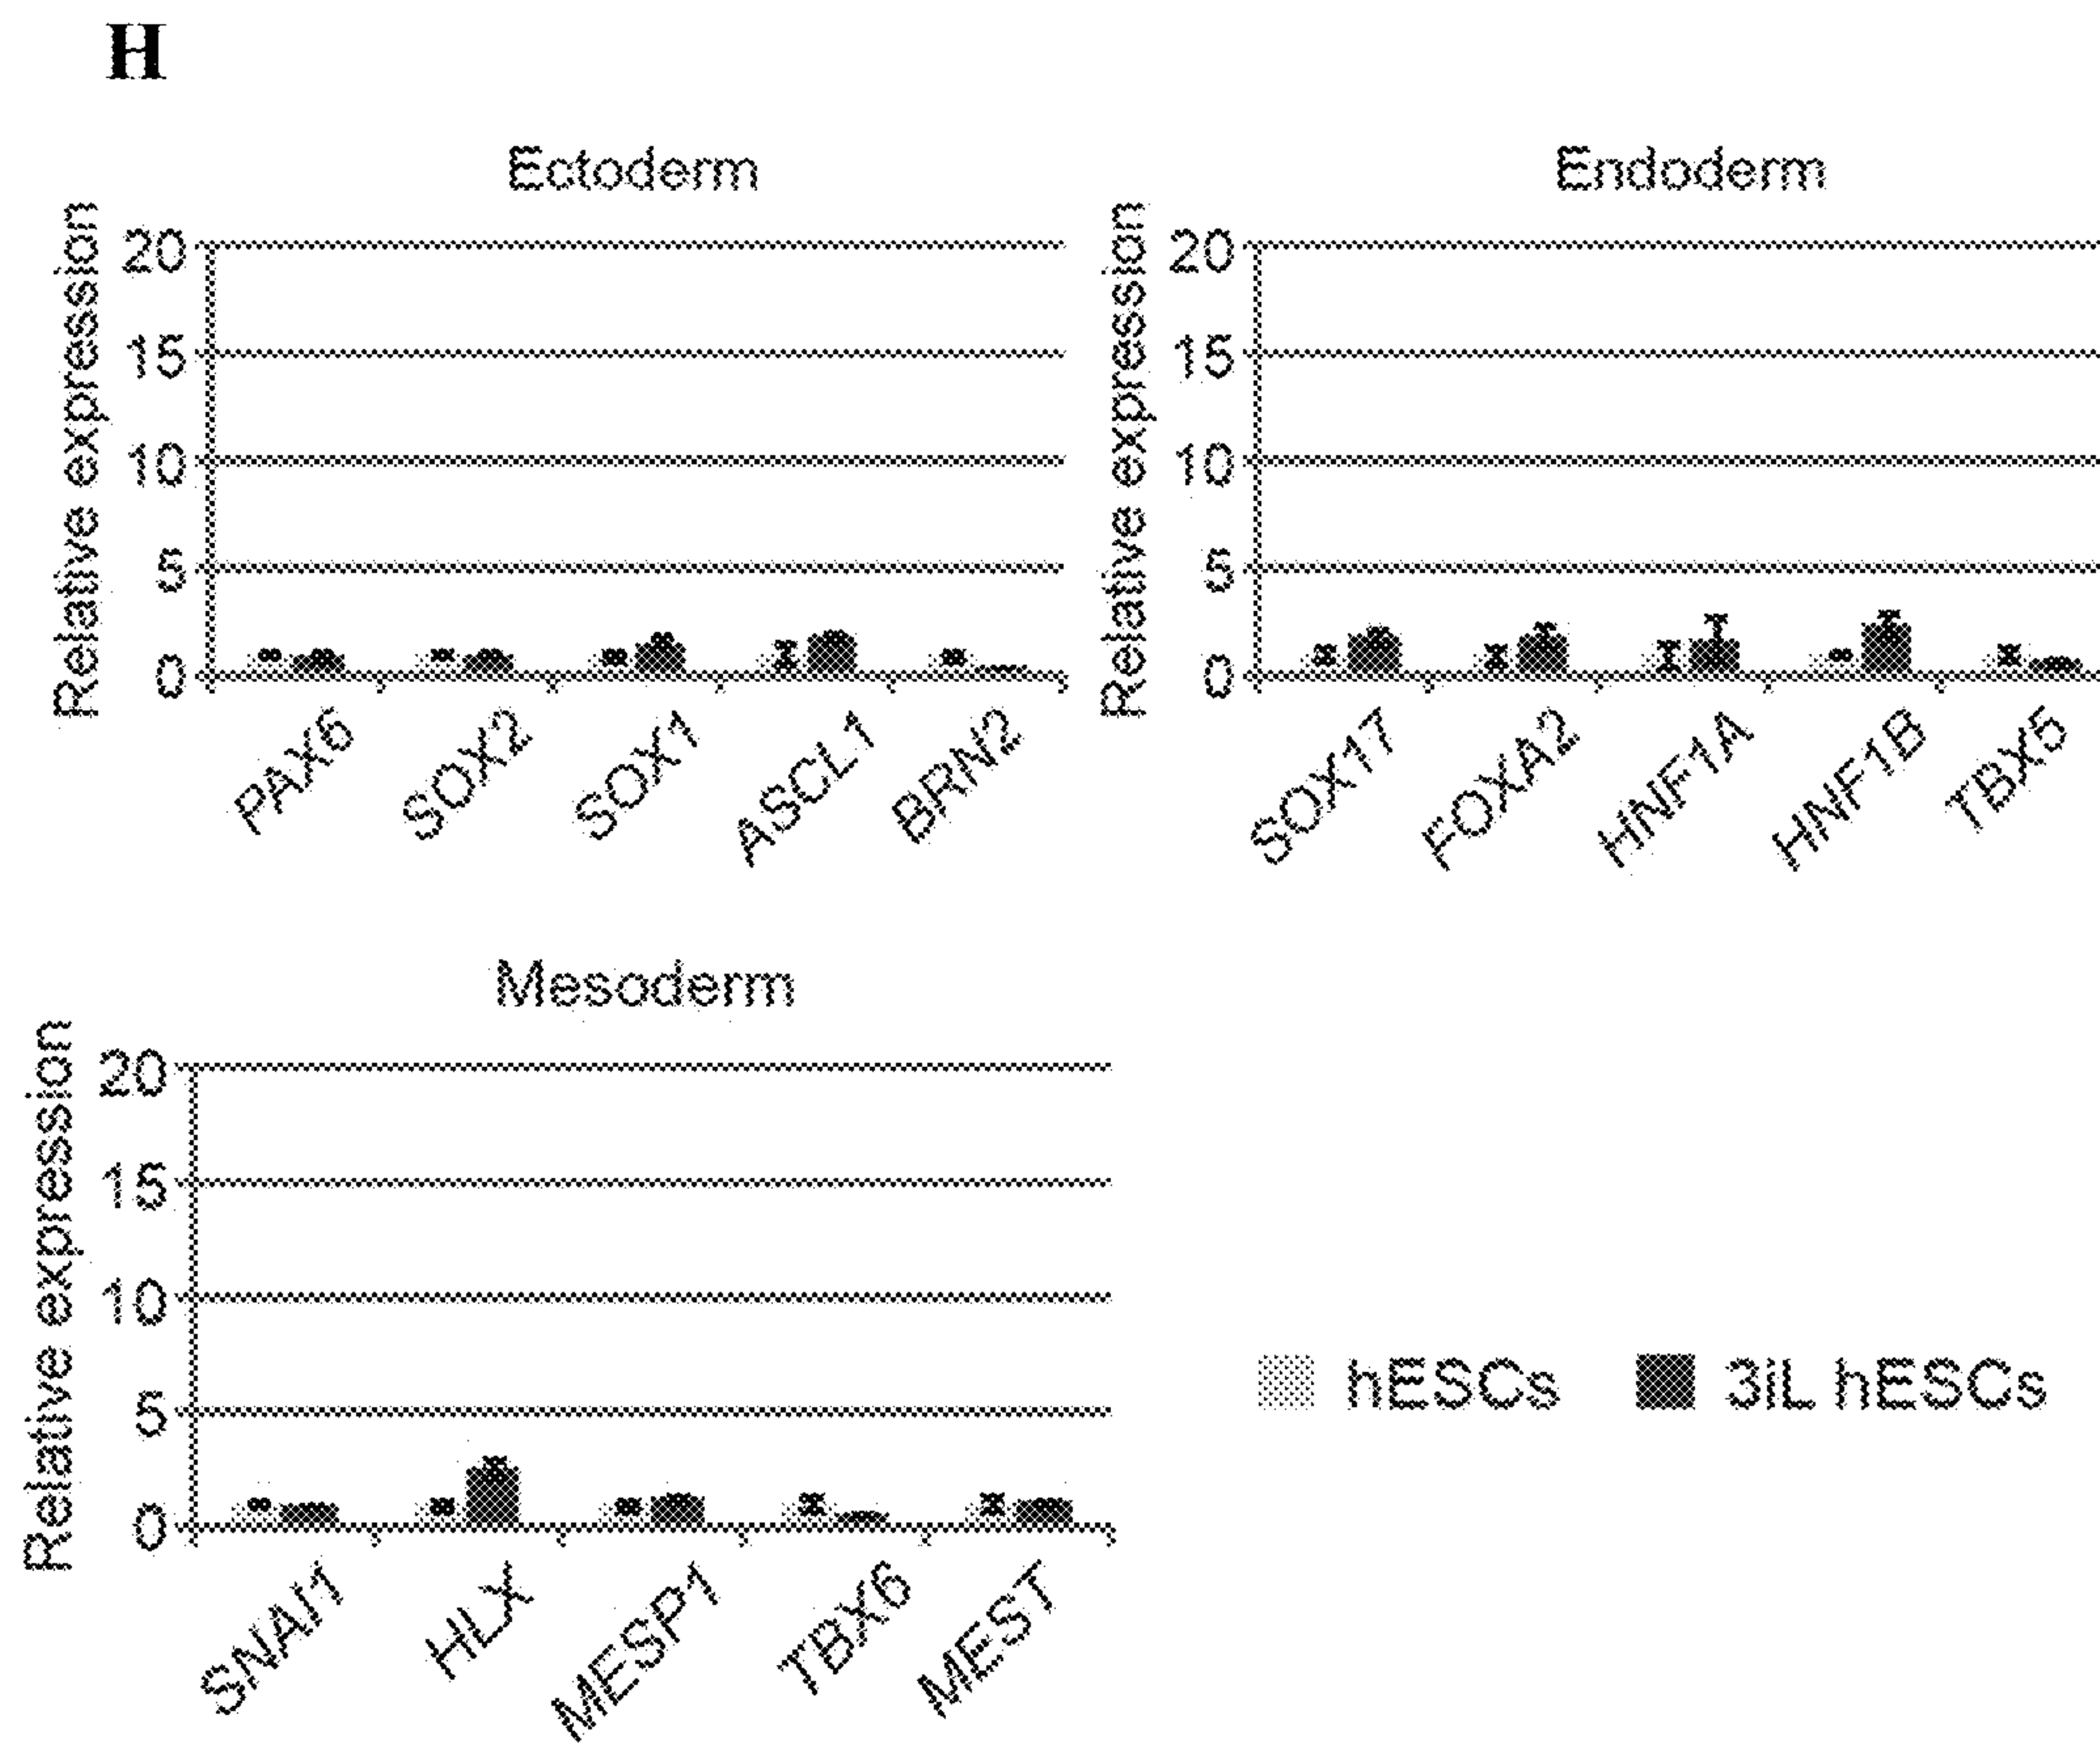 H
Ectoderm
Relative expression
20
15
10
5
0
PAX6 SOX2 SOX1 ASCL1 BRN2
Endoderm
Relative expression
20
15
10
5
0
SOX17 FOXA2 HNF1A HNF1B TBX5
Mesoderm
Relative expression
20
15
10
5
0
SNAI1 HLX MESP1 TBX6 MEST
hESCs 3iL hESCs